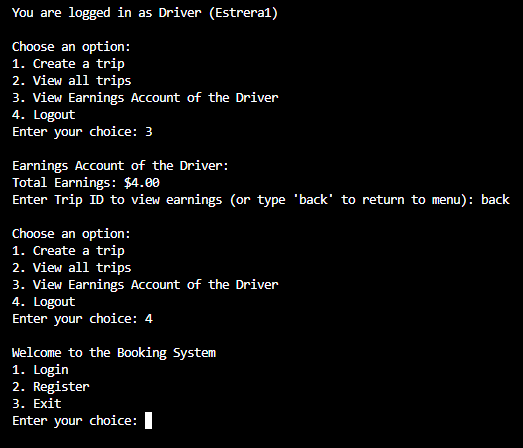 You are logged in as Driver (Estrera1)
Choose an option:
1. Create a trip
2. View all trips
3. View Earnings Account of the Driver
4. Logout
Enter your choice: 3
Earnings Account of the Driver:
Total Earnings: $4.00
Enter Trip ID to view earnings (or type 'back' to return to menu): back
Choose an option:
1. Create a trip
2. View all trips
3. View Earnings Account of the Driver
4. Logout
Enter your choice: 4
Welcome to the Booking System
1. Login
2. Register
3. Exit
Enter your choice: